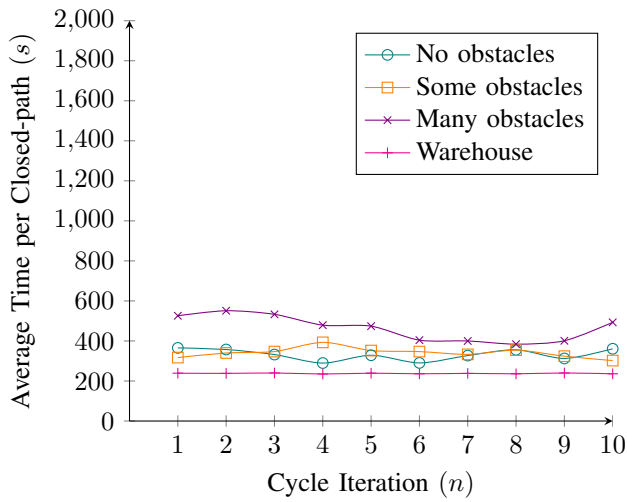 2,000
1,800
1,600
1,400
1,200
1,000
800
600
400
200
0
Average Time per Closed-path (s)
No obstacles
Some obstacles
Many obstacles
Warehouse
1 2 3 4 5 6 7 8 9 10
Cycle Iteration (n)